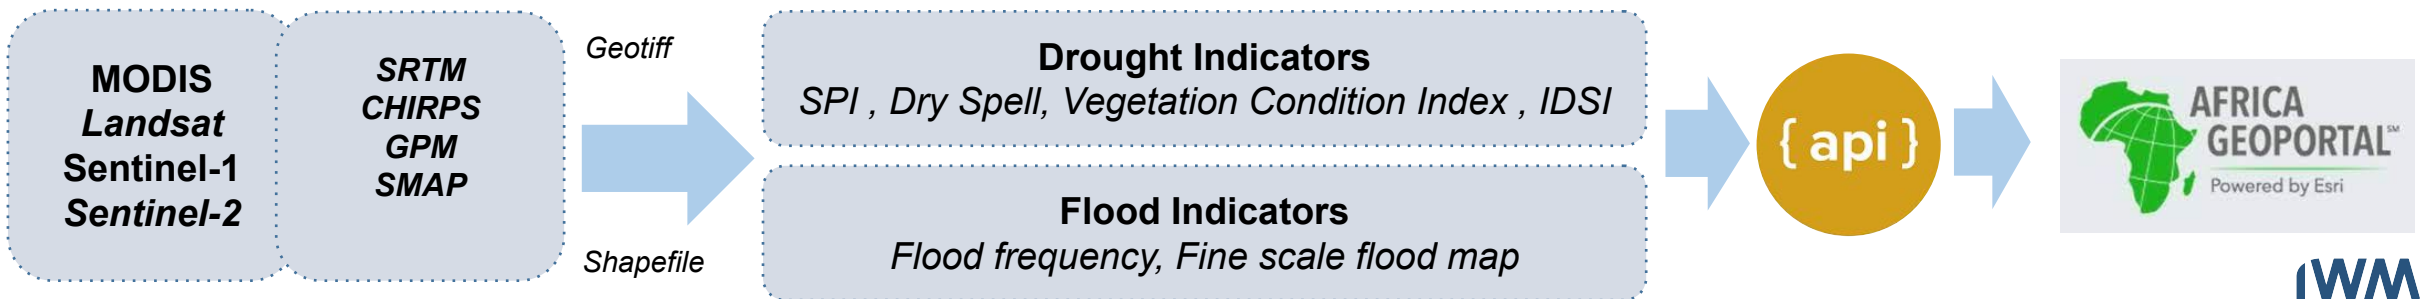 MODIS
Landsat
Sentinel-1
Sentinel-2
SRTM
CHIRPS
GPM
SMAP
Geotiff
Shapefile
Drought Indicators
SPI , Dry Spell, Vegetation Condition Index , IDSI
Flood Indicators
Flood frequency, Fine scale flood map
{ api }
AFRICA
GEOPORTAL℠
Powered by Esri
IWM